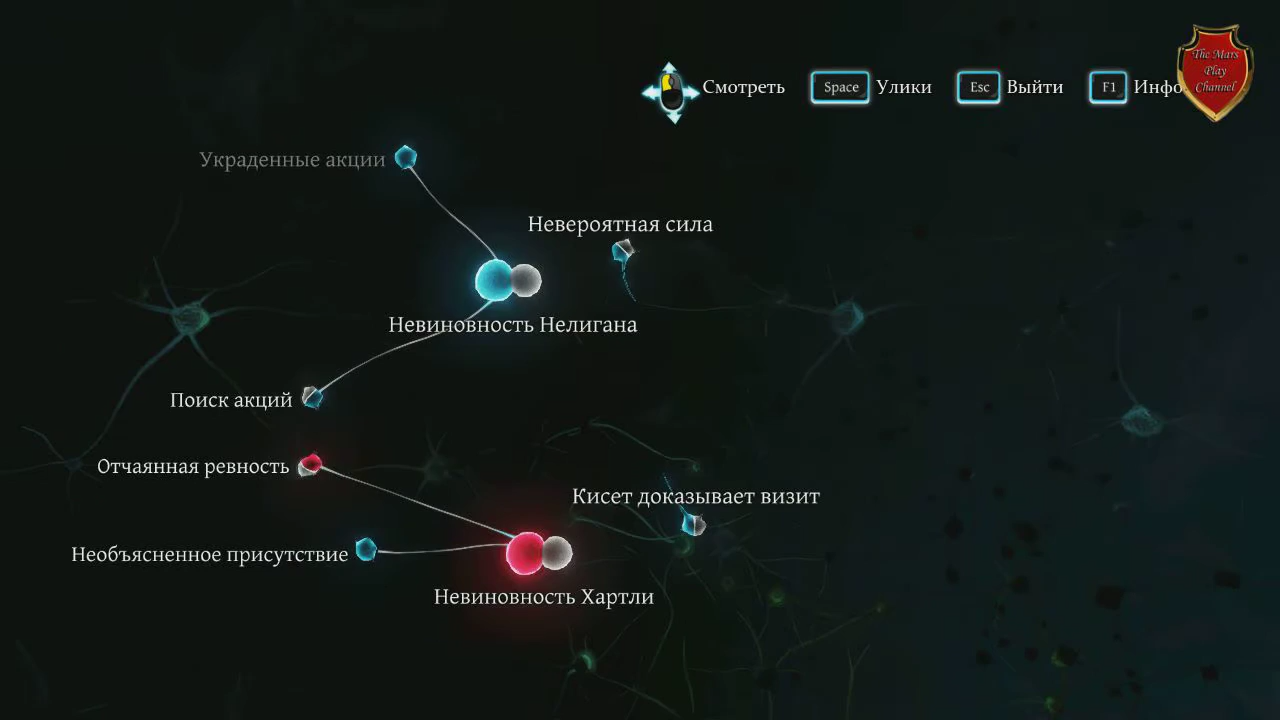 Смотреть
Space Улики
Esc Выйти
F1 Инфо
The Mars
Play
Channel
Украденные акции
Невероятная сила
Невиновность Нелигана
Поиск акций
Отчаянная ревность
Кисет доказывает визит
Необъясненное присутствие
Невиновность Хартли